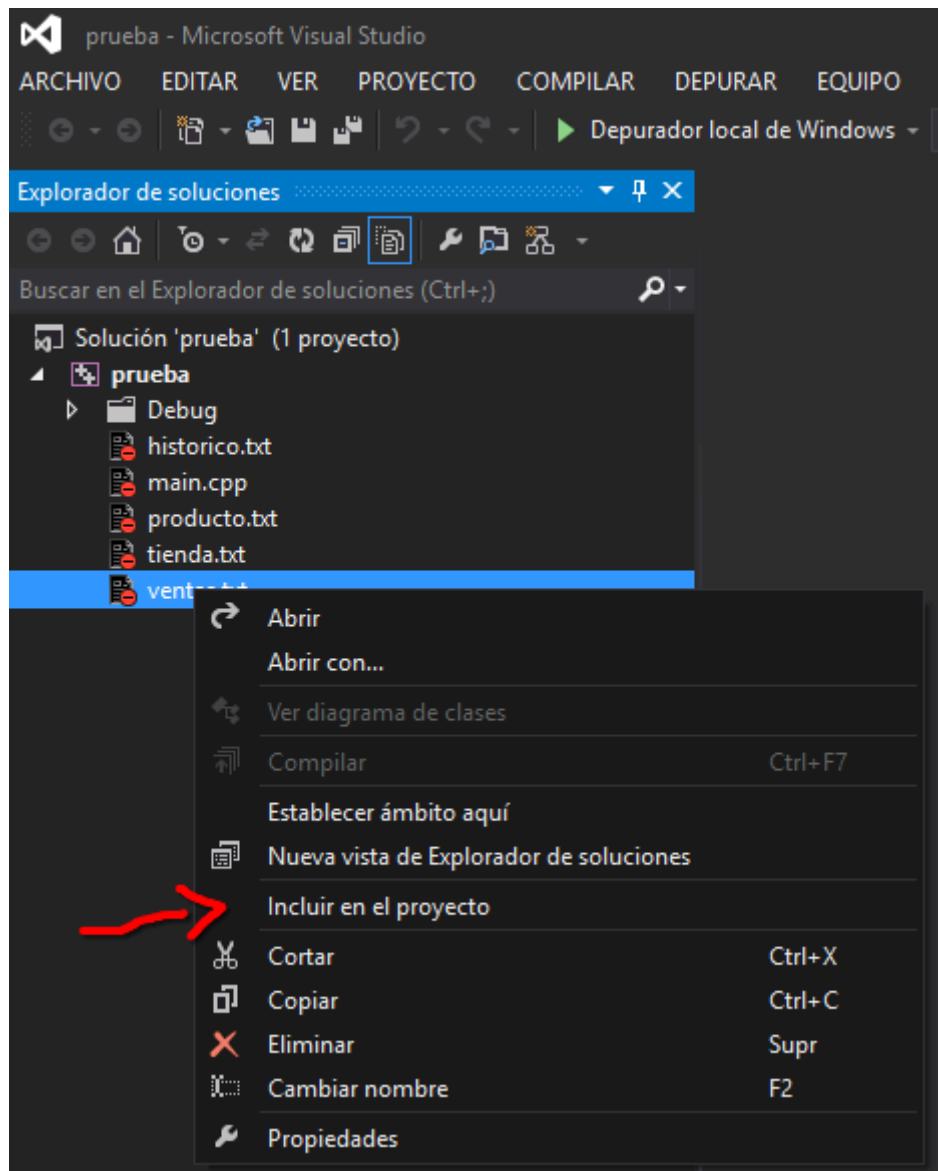 prueba - Microsoft Visual Studio
ARCHIVO EDITAR VER PROYECTO COMPILAR DEPURAR EQUIPO
Depurador local de Windows
Explorador de soluciones
Buscar en el Explorador de soluciones (Ctrl+;)
Solución 'prueba' (1 proyecto)
prueba
Debug
historico.txt
main.cpp
producto.txt
tienda.txt
Abrir
Abrir con...
Ver diagrama de clases
Compilar Ctrl+F7
Establecer ámbito aquí
Nueva vista de Explorador de soluciones
Incluir en el proyecto
Cortar Ctrl+X
Copiar Ctrl+C
Eliminar Supr
Cambiar nombre F2
Propiedades